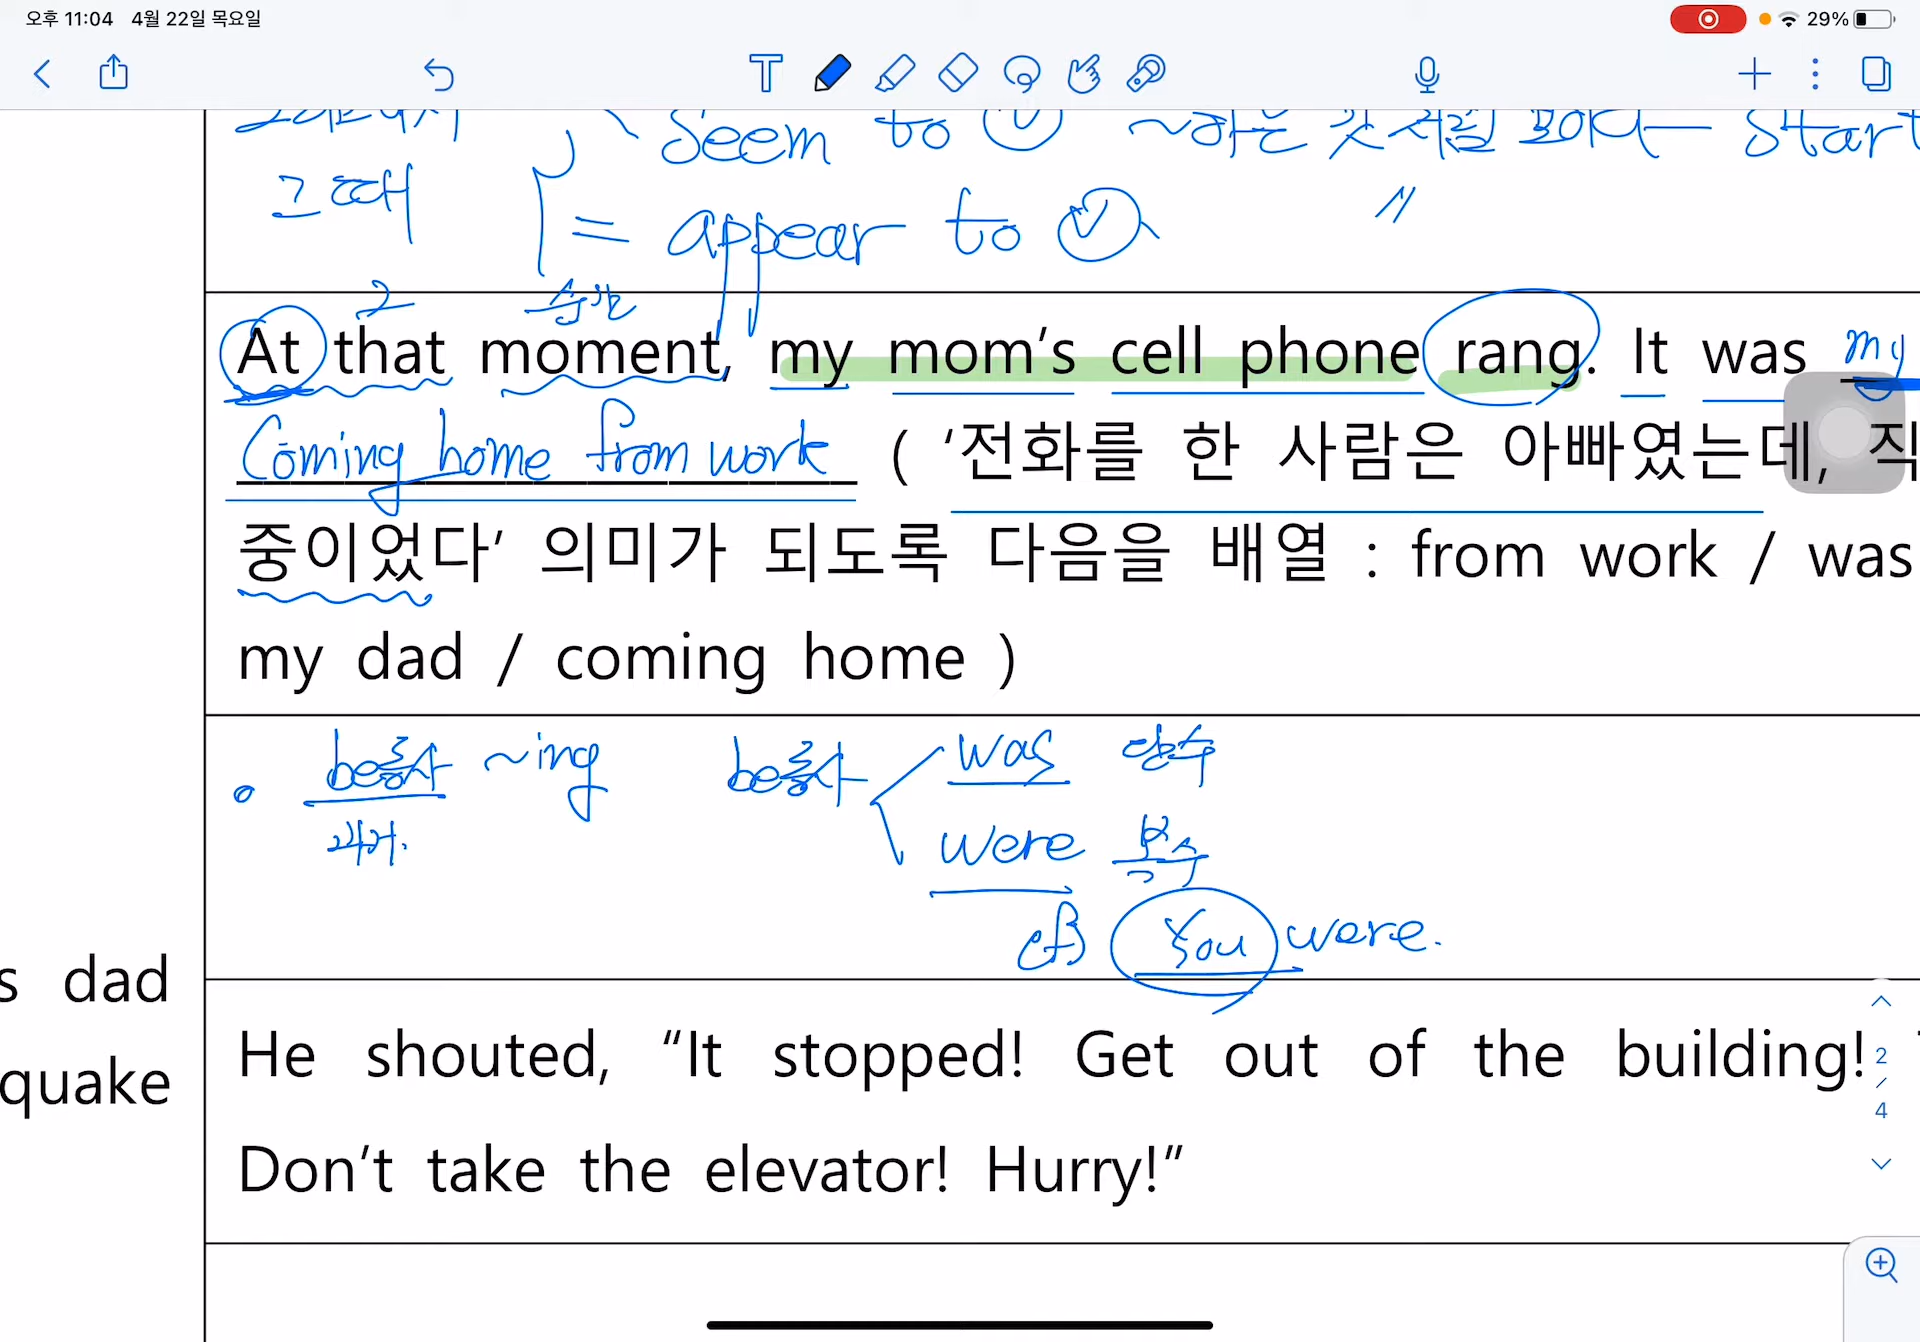 오후 11:04 4월 22일 목요일 29%
seem to ⓥ ~하는 것처럼 보이다 start
그때 = appear to ⓥ 〃
그 순간
At that moment, my mom's cell phone rang. It was my
Coming home from work ( '전화를 한 사람은 아빠였는데, 직
중이었다' 의미가 되도록 다음을 배열 : from work / was
my dad / coming home )
be동사 ~ing be동사 was 단수
과거. were 복수
cf) you were.
s dad
quake
He shouted, “It stopped! Get out of the building!
Don't take the elevator! Hurry!”
2 / 4